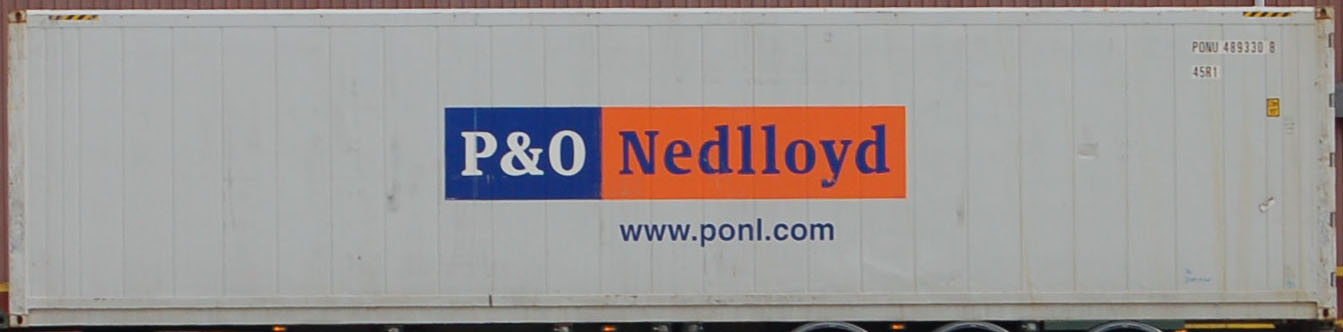 PONU 489330 8
45R1
P&O Nedlloyd
www.ponl.com